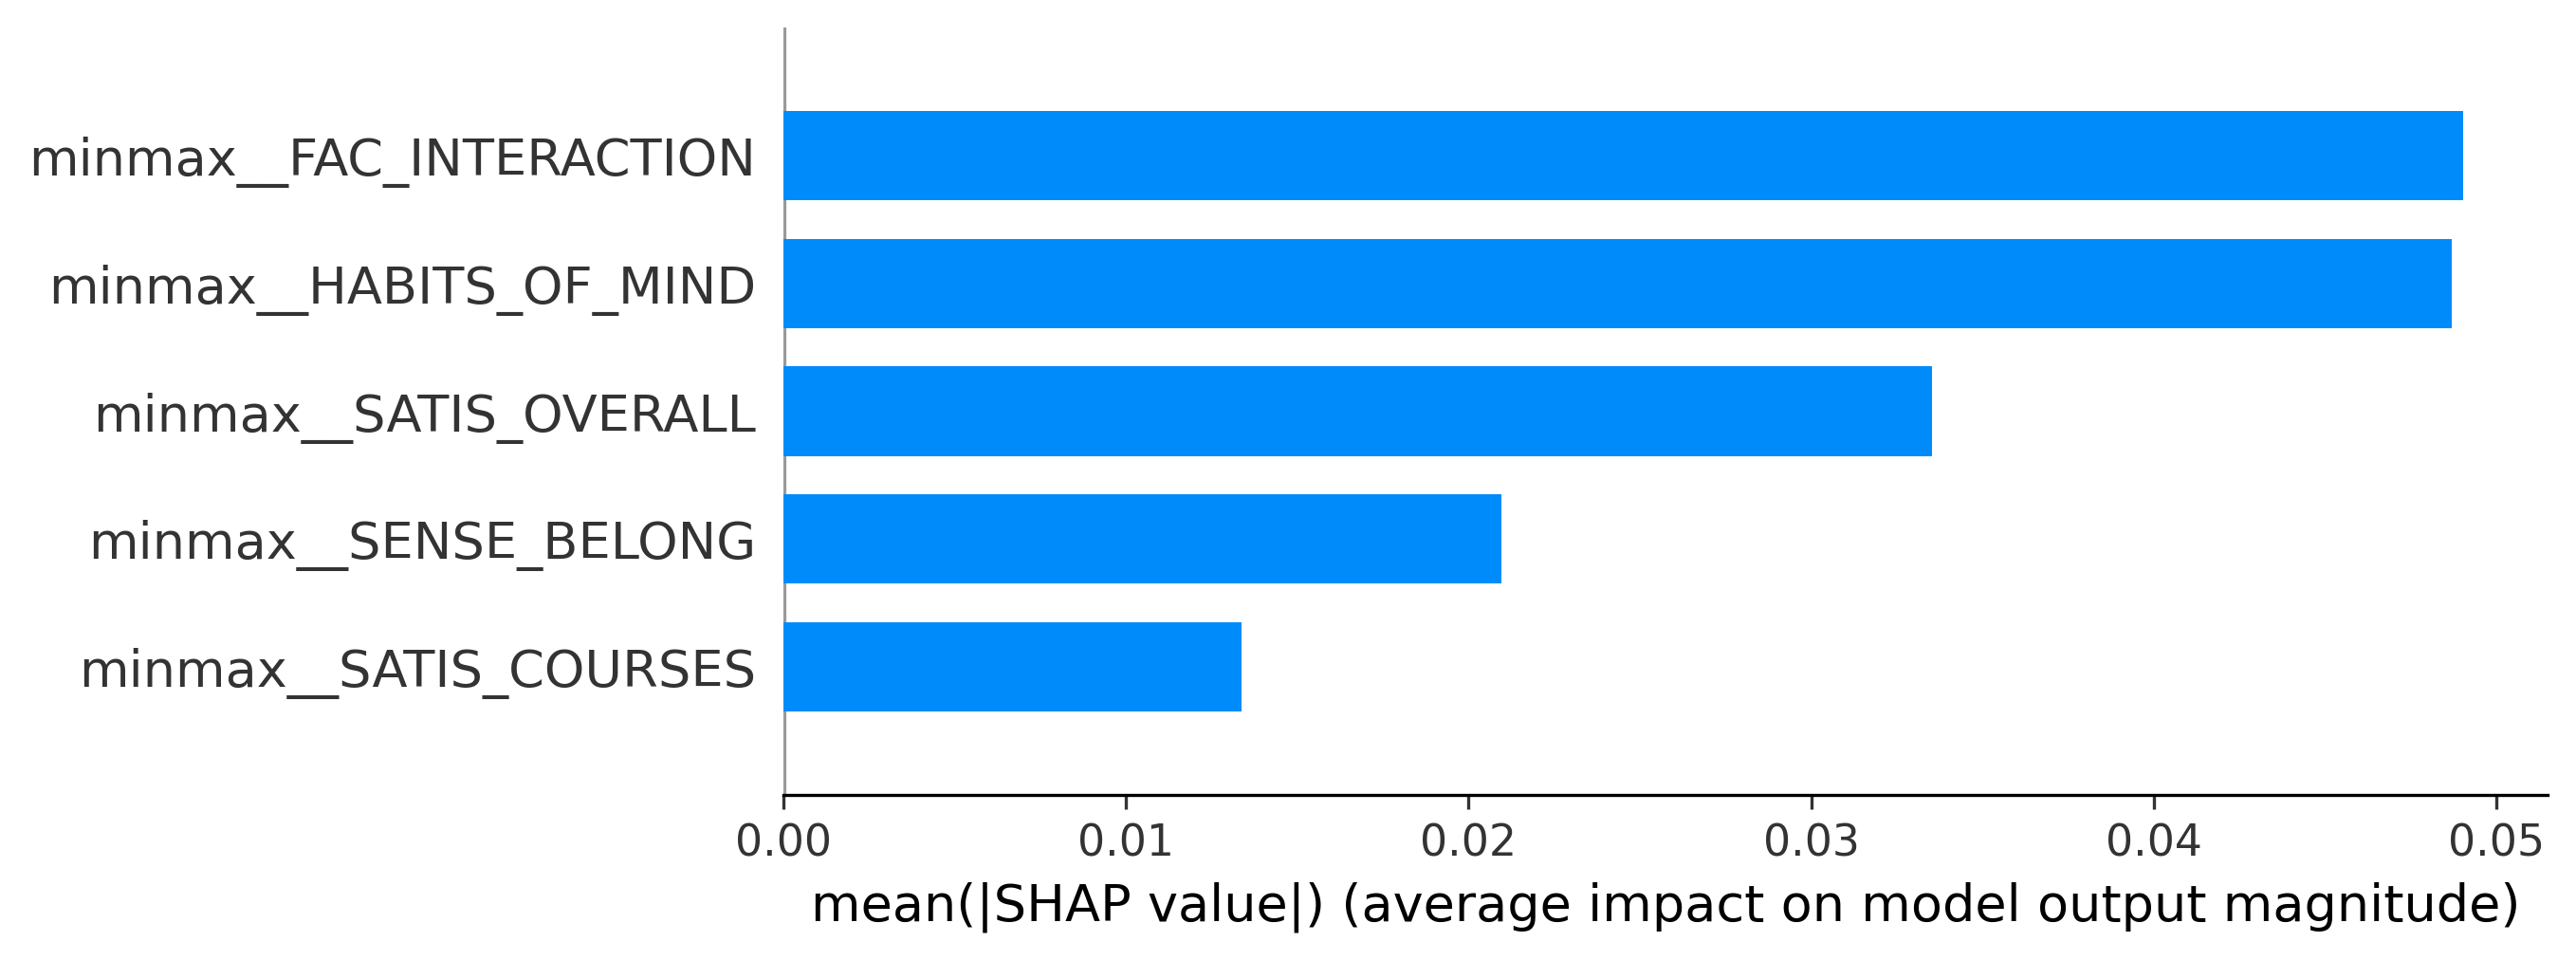 minmax__FAC_INTERACTION
minmax__HABITS_OF_MIND
minmax__SATIS_OVERALL
minmax__SENSE_BELONG
minmax__SATIS_COURSES
0.00 0.01 0.02 0.03 0.04 0.05
mean(|SHAP value|) (average impact on model output magnitude)